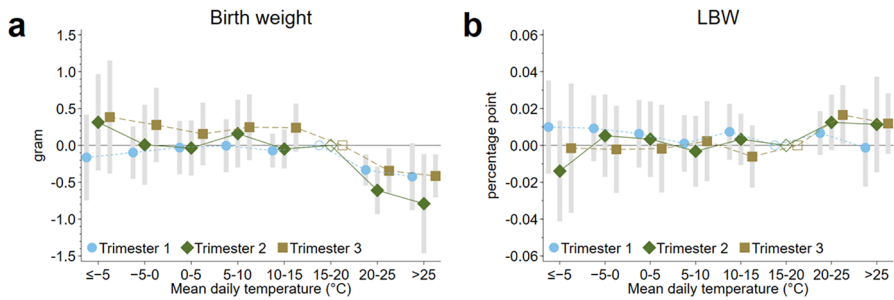 a
Birth weight
1.5
1.0
0.5
0.0
−0.5
−1.0
−1.5
gram
Trimester 1 Trimester 2 Trimester 3
≤−5 −5-0 0-5 5-10 10-15 15-20 20-25 >25
Mean daily temperature (°C)
b
LBW
0.06
0.04
0.02
0.00
−0.02
−0.04
−0.06
percentage point
Trimester 1 Trimester 2 Trimester 3
≤−5 −5-0 0-5 5-10 10-15 15-20 20-25 >25
Mean daily temperature (°C)